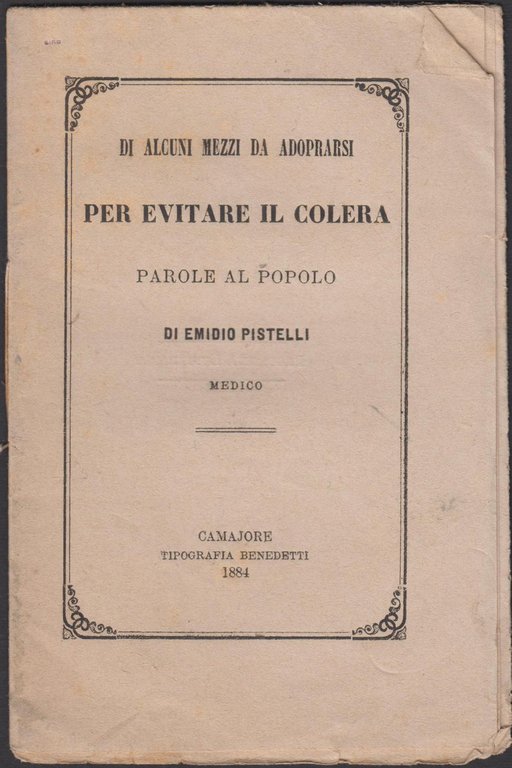 DI ALCUNI MEZZI DA ADOPRARSI
PER EVITARE IL COLERA
PAROLE AL POPOLO
DI EMIDIO PISTELLI
MEDICO
CAMAJORE
TIPOGRAFIA BENEDETTI
1884